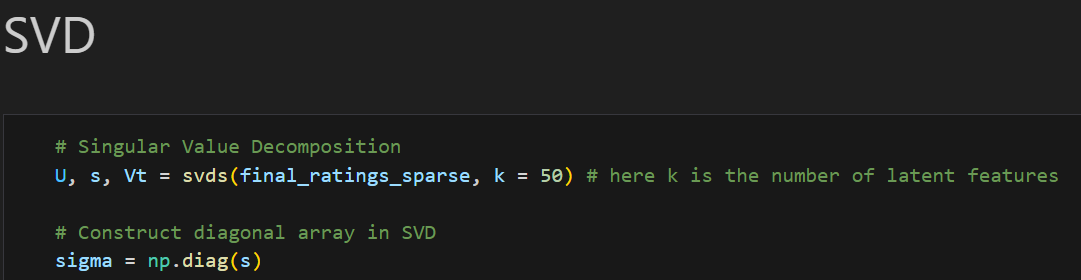 SVD
# Singular Value Decomposition
U, s, Vt = svds(final_ratings_sparse, k = 50) # here k is the number of latent features
# Construct diagonal array in SVD
sigma = np.diag(s)